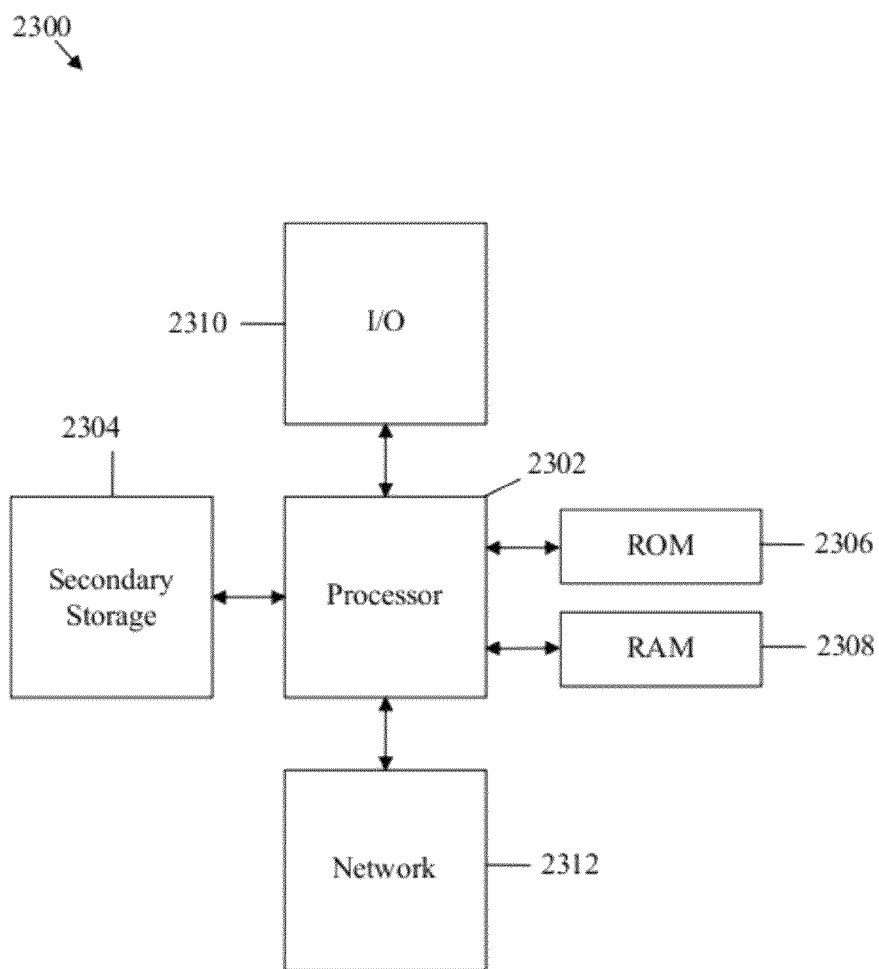 2300
I/O
2310
2304
2302
Secondary
Storage
Processor
ROM
2306
RAM
2308
Network
2312